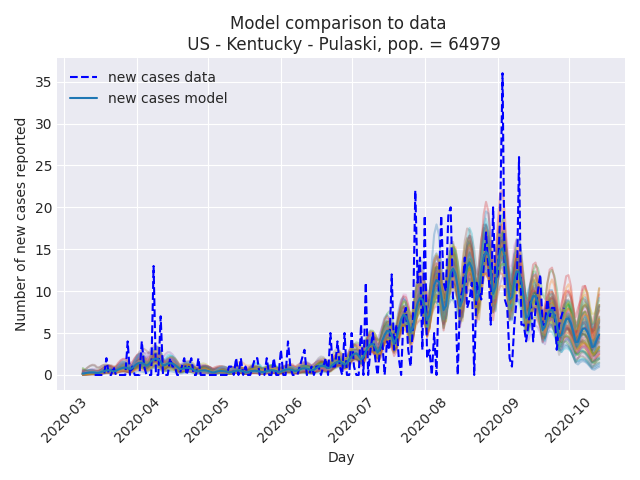 Model comparison to data
US - Kentucky - Pulaski, pop. = 64979
new cases data
new cases model
Number of new cases reported
35
30
25
20
15
10
5
0
2020-03
2020-04
2020-05
2020-06
2020-07
2020-08
2020-09
2020-10
Day